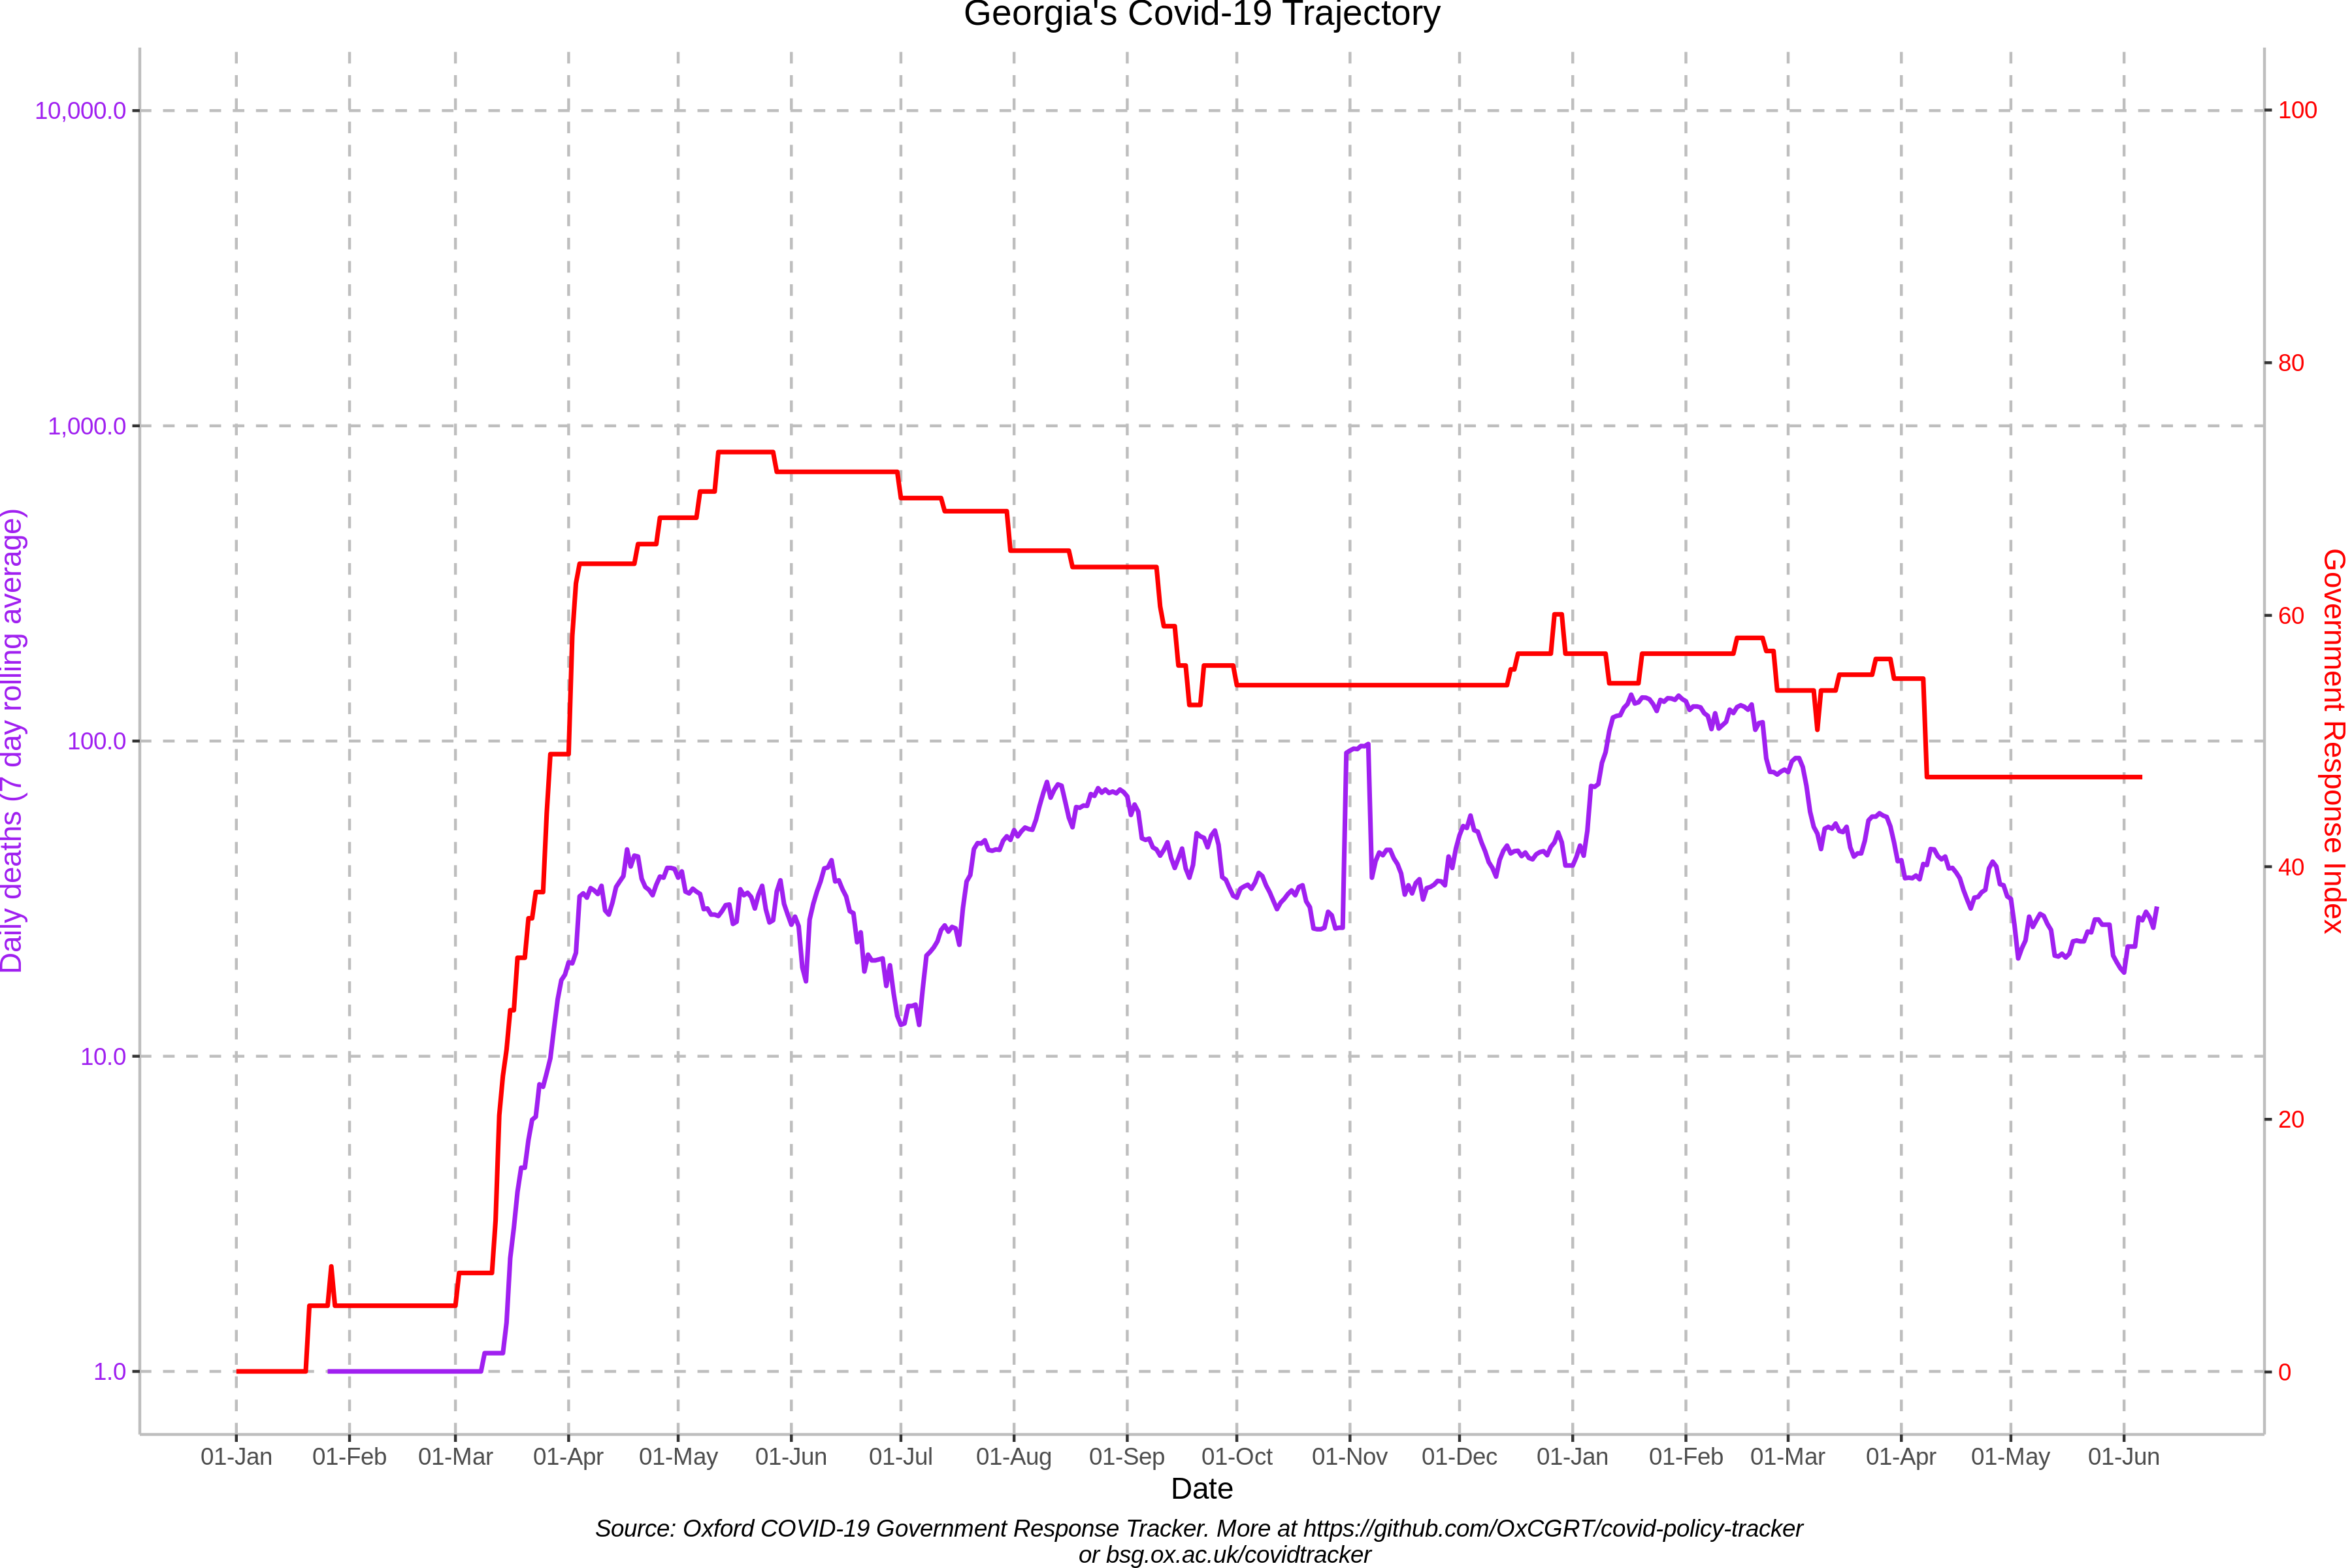 Georgia's Covid-19 Trajectory
10,000.0
1,000.0
100.0
10.0
1.0
Daily deaths (7 day rolling average)
100
80
60
40
20
0
Government Response Index
01-Jan 01-Feb 01-Mar 01-Apr 01-May 01-Jun 01-Jul 01-Aug 01-Sep 01-Oct 01-Nov 01-Dec 01-Jan 01-Feb 01-Mar 01-Apr 01-May 01-Jun
Date
Source: Oxford COVID-19 Government Response Tracker. More at https://github.com/OxCGRT/covid-policy-tracker
or bsg.ox.ac.uk/covidtracker